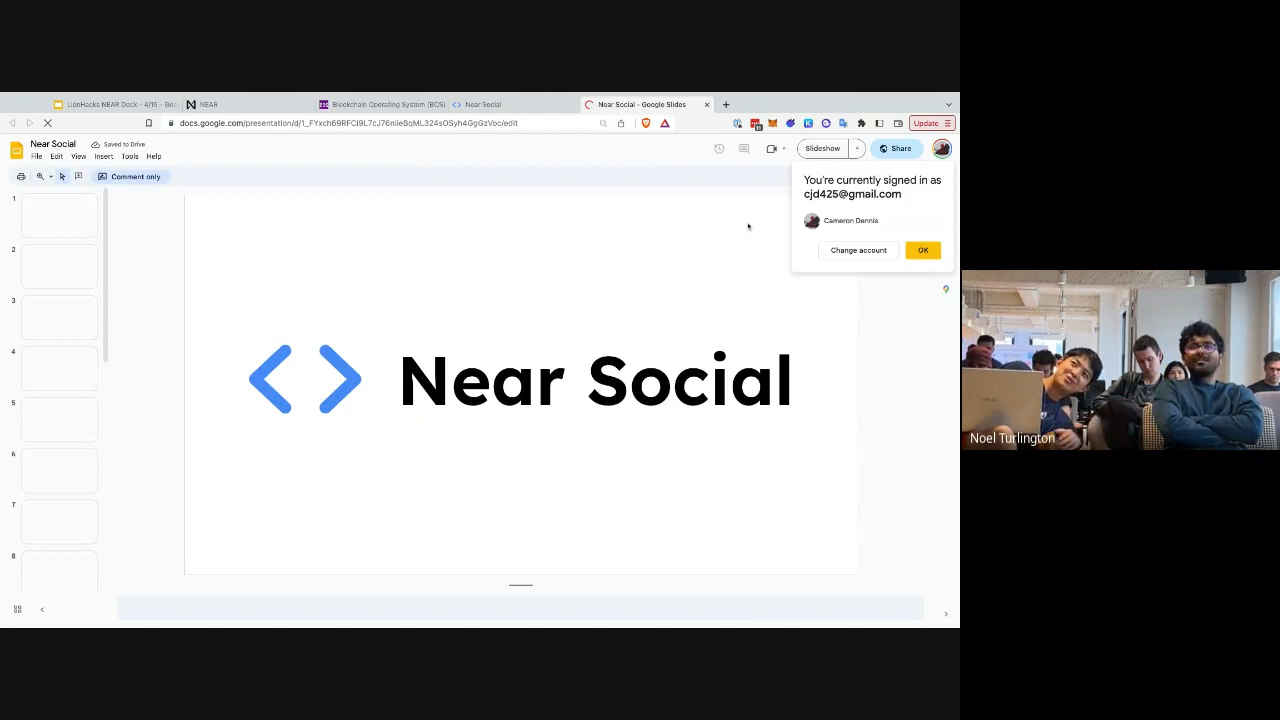 LionHacks NEAR Deck - 4/15 - Goo
NEAR
Blockchain Operating System (BOS)
Near Social
Near Social - Google Slides
docs.google.com/presentation/d/1_FYxch69RFCI9L7cJ76niieBqML324sOSyh4GgGzVoc/edit
Update
Near Social
Saved to Drive
File Edit View Insert Tools Help
Slideshow
Share
Comment only
You're currently signed in as
cjd425@gmail.com
Cameron Dennis
Change account
OK
1
2
3
4
5
6
7
8
Near Social
Noel Turlington